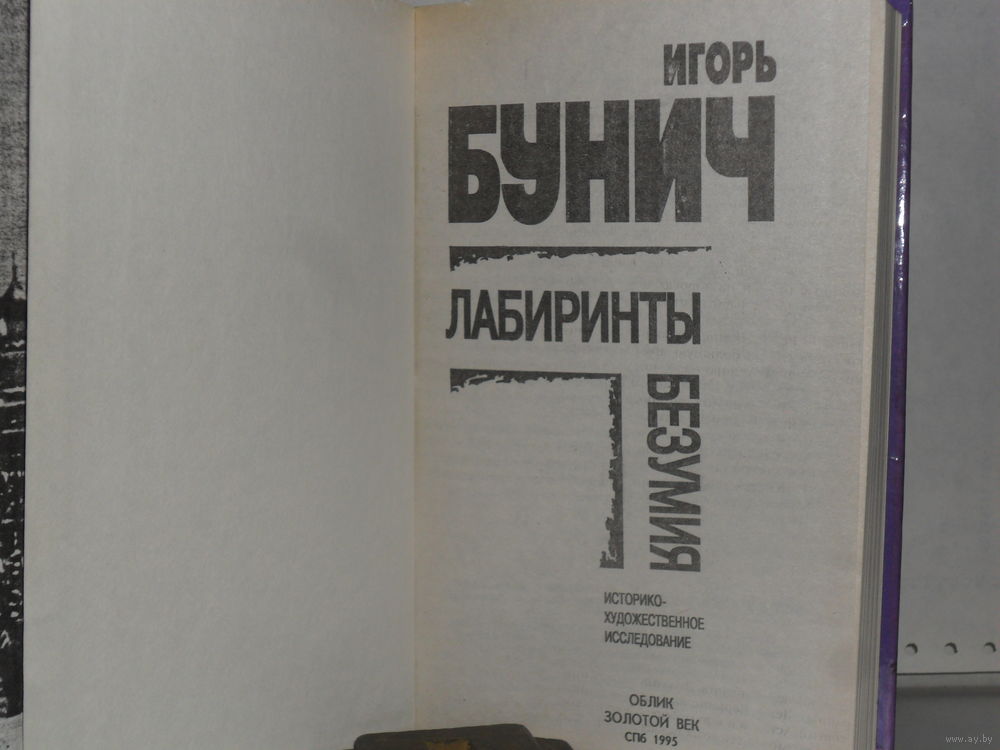 ИГОРЬ
БУНИЧ
ЛАБИРИНТЫ
БЕЗУМИЯ
ИСТОРИКО-
ХУДОЖЕСТВЕННОЕ
ИССЛЕДОВАНИЕ
ОБЛИК
ЗОЛОТОЙ ВЕК
СПб 1995
www.ay.by